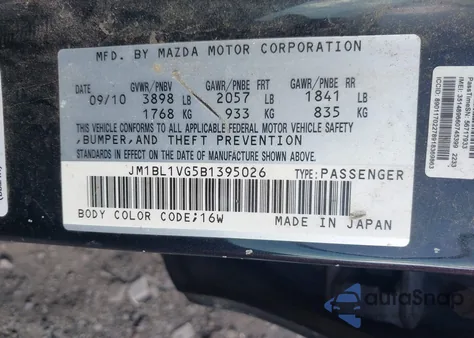 MFD. BY MAZDA MOTOR CORPORATION
DATE GVWR/PNBV GAWR/PNBE FRT GAWR/PNBE RR
09/10 3898 LB 2057 LB 1841 LB
1768 KG 933 KG 835 KG
THIS VEHICLE CONFORMS TO ALL APPLICABLE FEDERAL MOTOR VEHICLE SAFETY
,BUMPER,AND THEFT PREVENTION
STANDARDS IN EFFECT ON THE DATE OF MANUFACTURE SHOWN ABOVE.
JM1BL1VG5B1395026 TYPE:PASSENGER
BODY COLOR CODE;16W MADE IN JAPAN
autoSnap